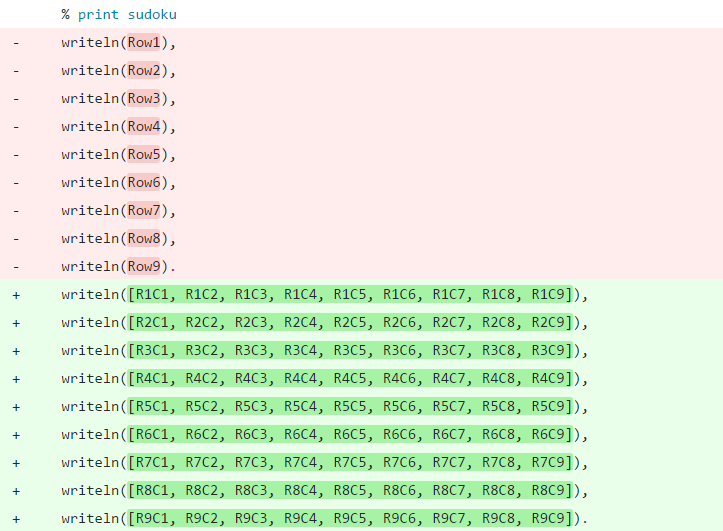 % print sudoku
- writeln(Row1),
- writeln(Row2),
- writeln(Row3),
- writeln(Row4),
- writeln(Row5),
- writeln(Row6),
- writeln(Row7),
- writeln(Row8),
- writeln(Row9).
+ writeln([R1C1, R1C2, R1C3, R1C4, R1C5, R1C6, R1C7, R1C8, R1C9]),
+ writeln([R2C1, R2C2, R2C3, R2C4, R2C5, R2C6, R2C7, R2C8, R2C9]),
+ writeln([R3C1, R3C2, R3C3, R3C4, R3C5, R3C6, R3C7, R3C8, R3C9]),
+ writeln([R4C1, R4C2, R4C3, R4C4, R4C5, R4C6, R4C7, R4C8, R4C9]),
+ writeln([R5C1, R5C2, R5C3, R5C4, R5C5, R5C6, R5C7, R5C8, R5C9]),
+ writeln([R6C1, R6C2, R6C3, R6C4, R6C5, R6C6, R6C7, R6C8, R6C9]),
+ writeln([R7C1, R7C2, R7C3, R7C4, R7C5, R7C6, R7C7, R7C8, R7C9]),
+ writeln([R8C1, R8C2, R8C3, R8C4, R8C5, R8C6, R8C7, R8C8, R8C9]),
+ writeln([R9C1, R9C2, R9C3, R9C4, R9C5, R9C6, R9C7, R9C8, R9C9]).